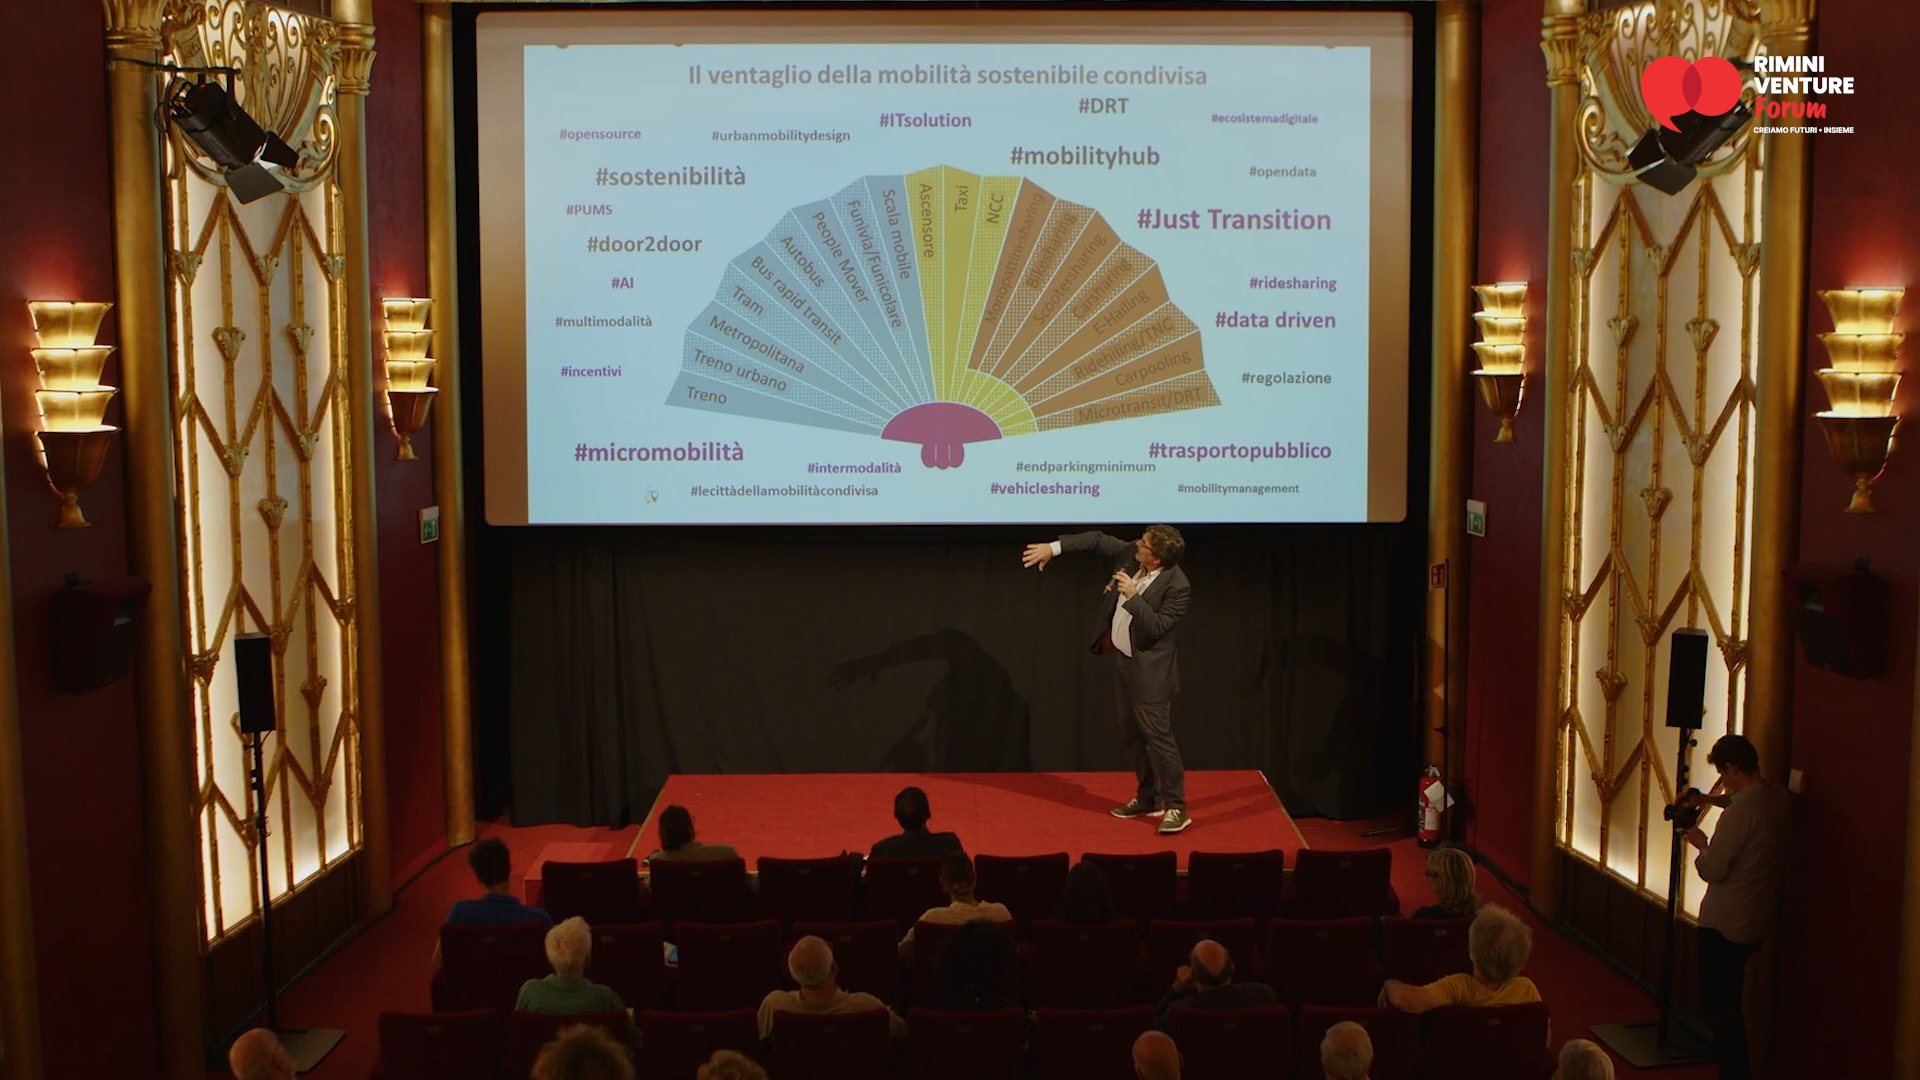 RIMINI
VENTURE
Forum
CREIAMO FUTURI • INSIEME
Il ventaglio della mobilità sostenibile condivisa
#DRT
#ITsolution
#ecosistemadigitale
#opensource
#urbanmobilitydesign
#mobilityhub
#sostenibilità
#opendata
#PUMS
#Just Transition
#door2door
#AI
#ridesharing
#multimodalità
#data driven
#incentivi
#regolazione
Treno
Treno urbano
Metropolitana
Tram
Bus rapid transit
Autobus
People Mover
Funivia/Funicolare
Scala mobile
Ascensore
Taxi
NCC
Monopattini-sharing
Bikesharing
Scootersharing
Carsharing
E-Hailing
Ridehiling/TNC
Carpooling
Microtransit/DRT
#micromobilità
#trasportopubblico
#intermodalità
#endparkingminimum
#lecittàdellamobilitàcondivisa
#vehiclesharing
#mobilitymanagement